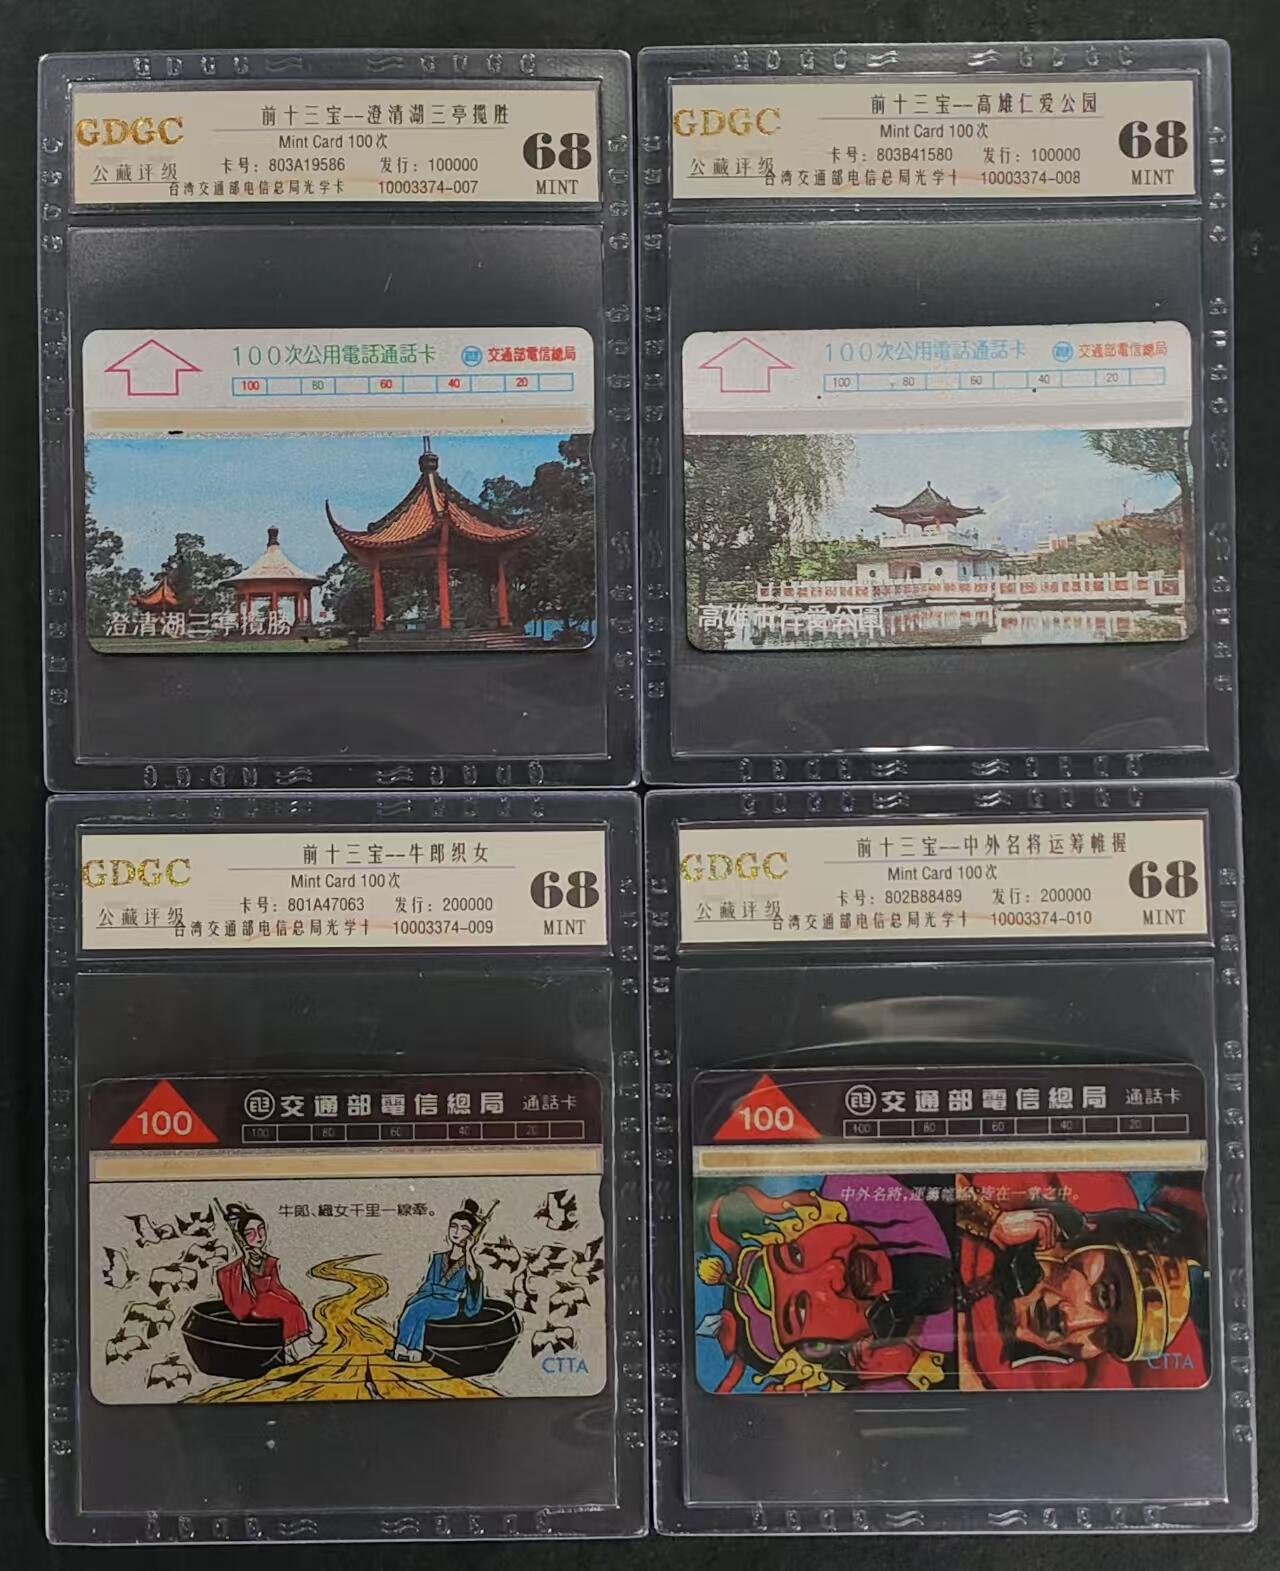 GDGC
公藏评级
前十三宝--澄清湖三亭揽胜
Mint Card 100次
卡号：803A19586 发行：100000
台湾交通部电信总局光学卡 10003374-007
68
MINT
100次公用電話通話卡 交通部電信總局
100 80 60 40 20
澄清湖三亭攬勝
GDGC
公藏评级
前十三宝--高雄仁爱公园
Mint Card 100次
卡号：803B41580 发行：100000
台湾交通部电信总局光学卡 10003374-008
68
MINT
100次公用電話通話卡 交通部電信總局
100 80 60 40 20
高雄市仁愛公園
GDGC
公藏评级
前十三宝--牛郎织女
Mint Card 100次
卡号：801A47063 发行：200000
台湾交通部电信总局光学卡 10003374-009
68
MINT
100
交通部電信總局 通話卡
100 80 60 40 20
牛郎、織女千里一線牽。
CTTA
GDGC
公藏评级
前十三宝--中外名将运筹帷握
Mint Card 100次
卡号：802B88489 发行：200000
台湾交通部电信总局光学卡 10003374-010
68
MINT
100
交通部電信總局 通話卡
100 80 60 40 20
中外名將,運籌帷幄,皆在一掌之中。
CTTA